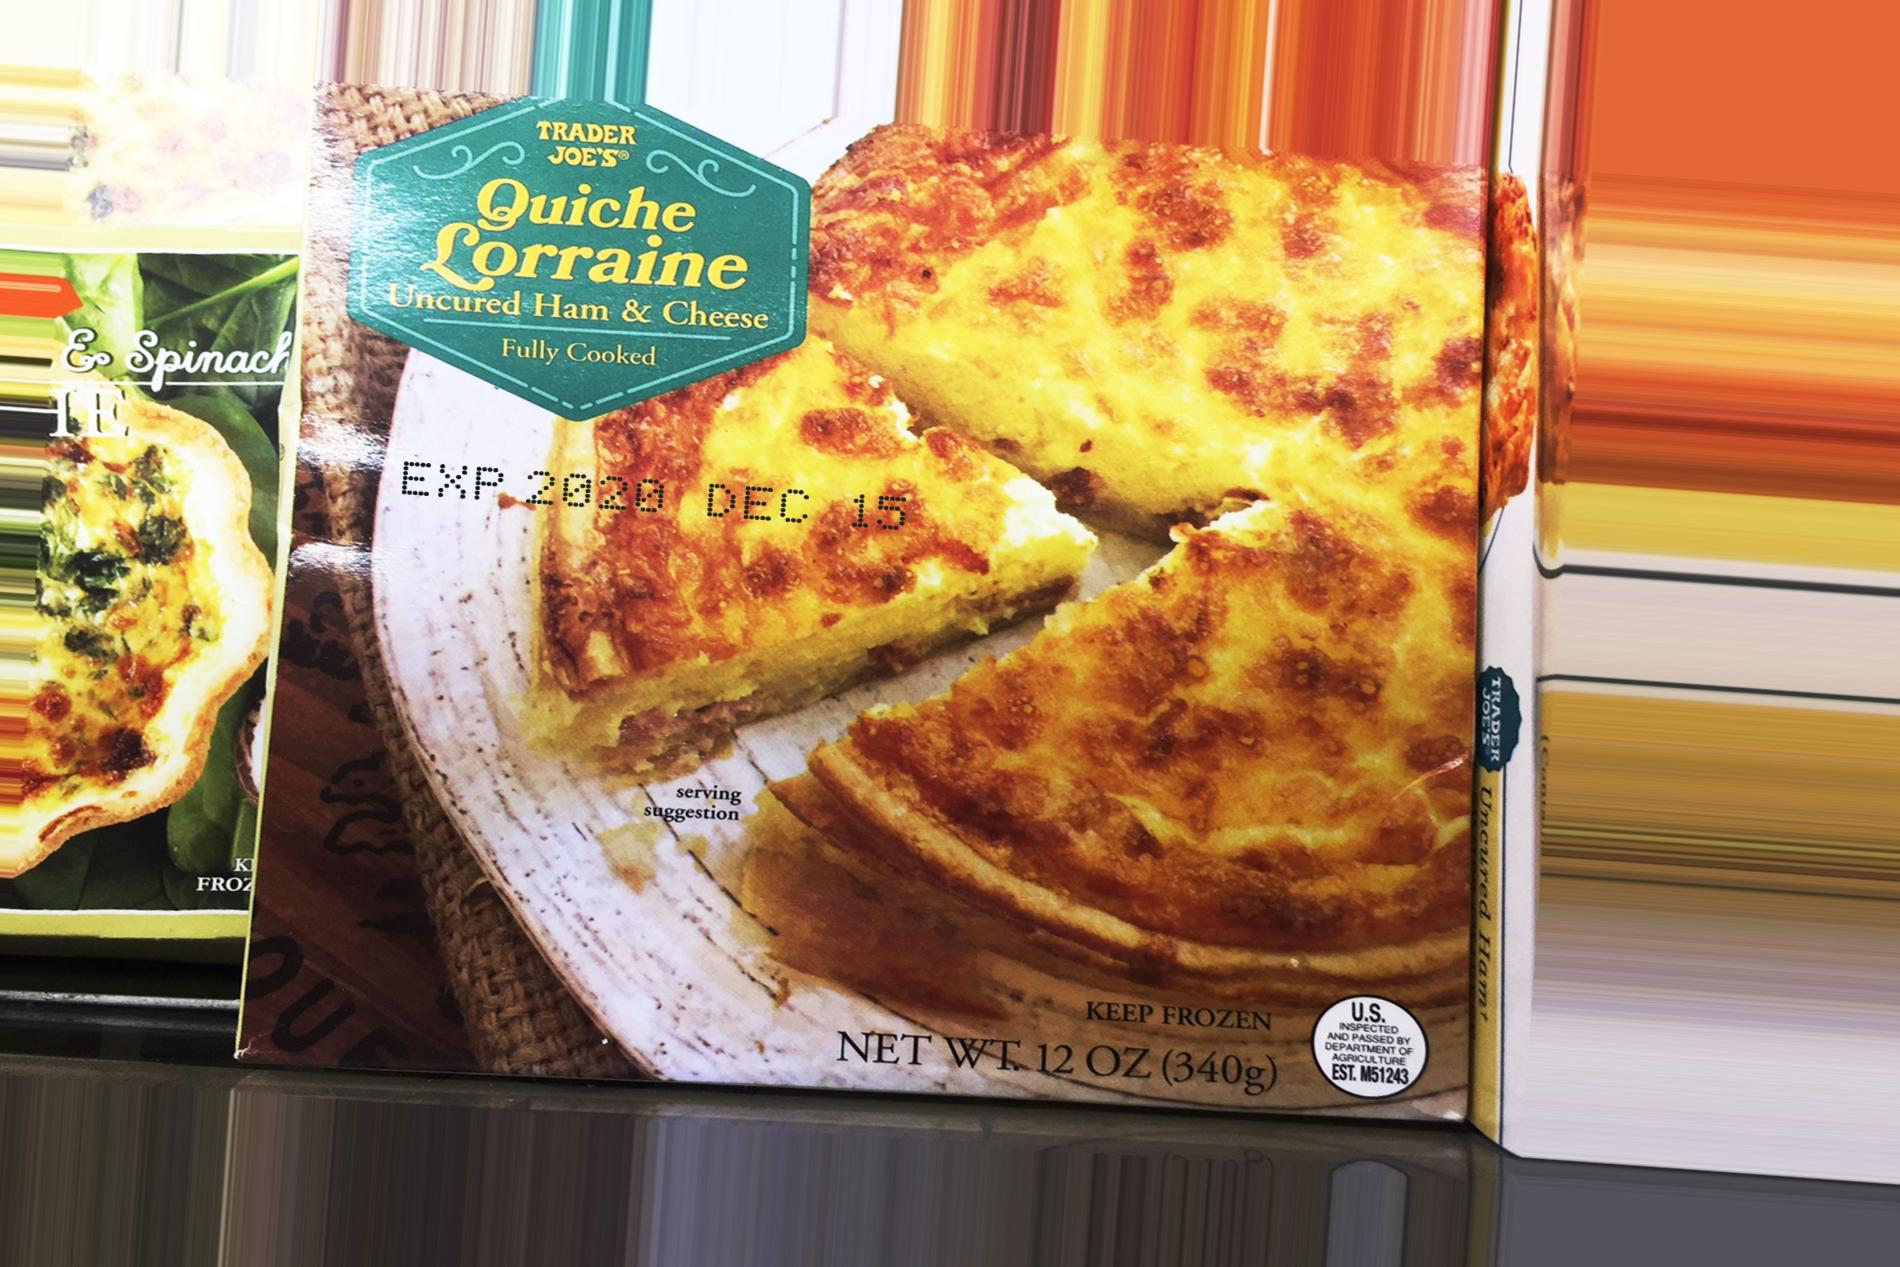 TRADER
JOE'S®
Quiche
Lorraine
Uncured Ham & Cheese
Fully Cooked
EXP 2020 DEC 15
serving
suggestion
KEEP FROZEN
NET WT. 12 OZ (340g)
U.S.
INSPECTED
AND PASSED BY
DEPARTMENT OF
AGRICULTURE
EST. M51243
& Spinach
TRADER
JOE'S
Uncured Ham